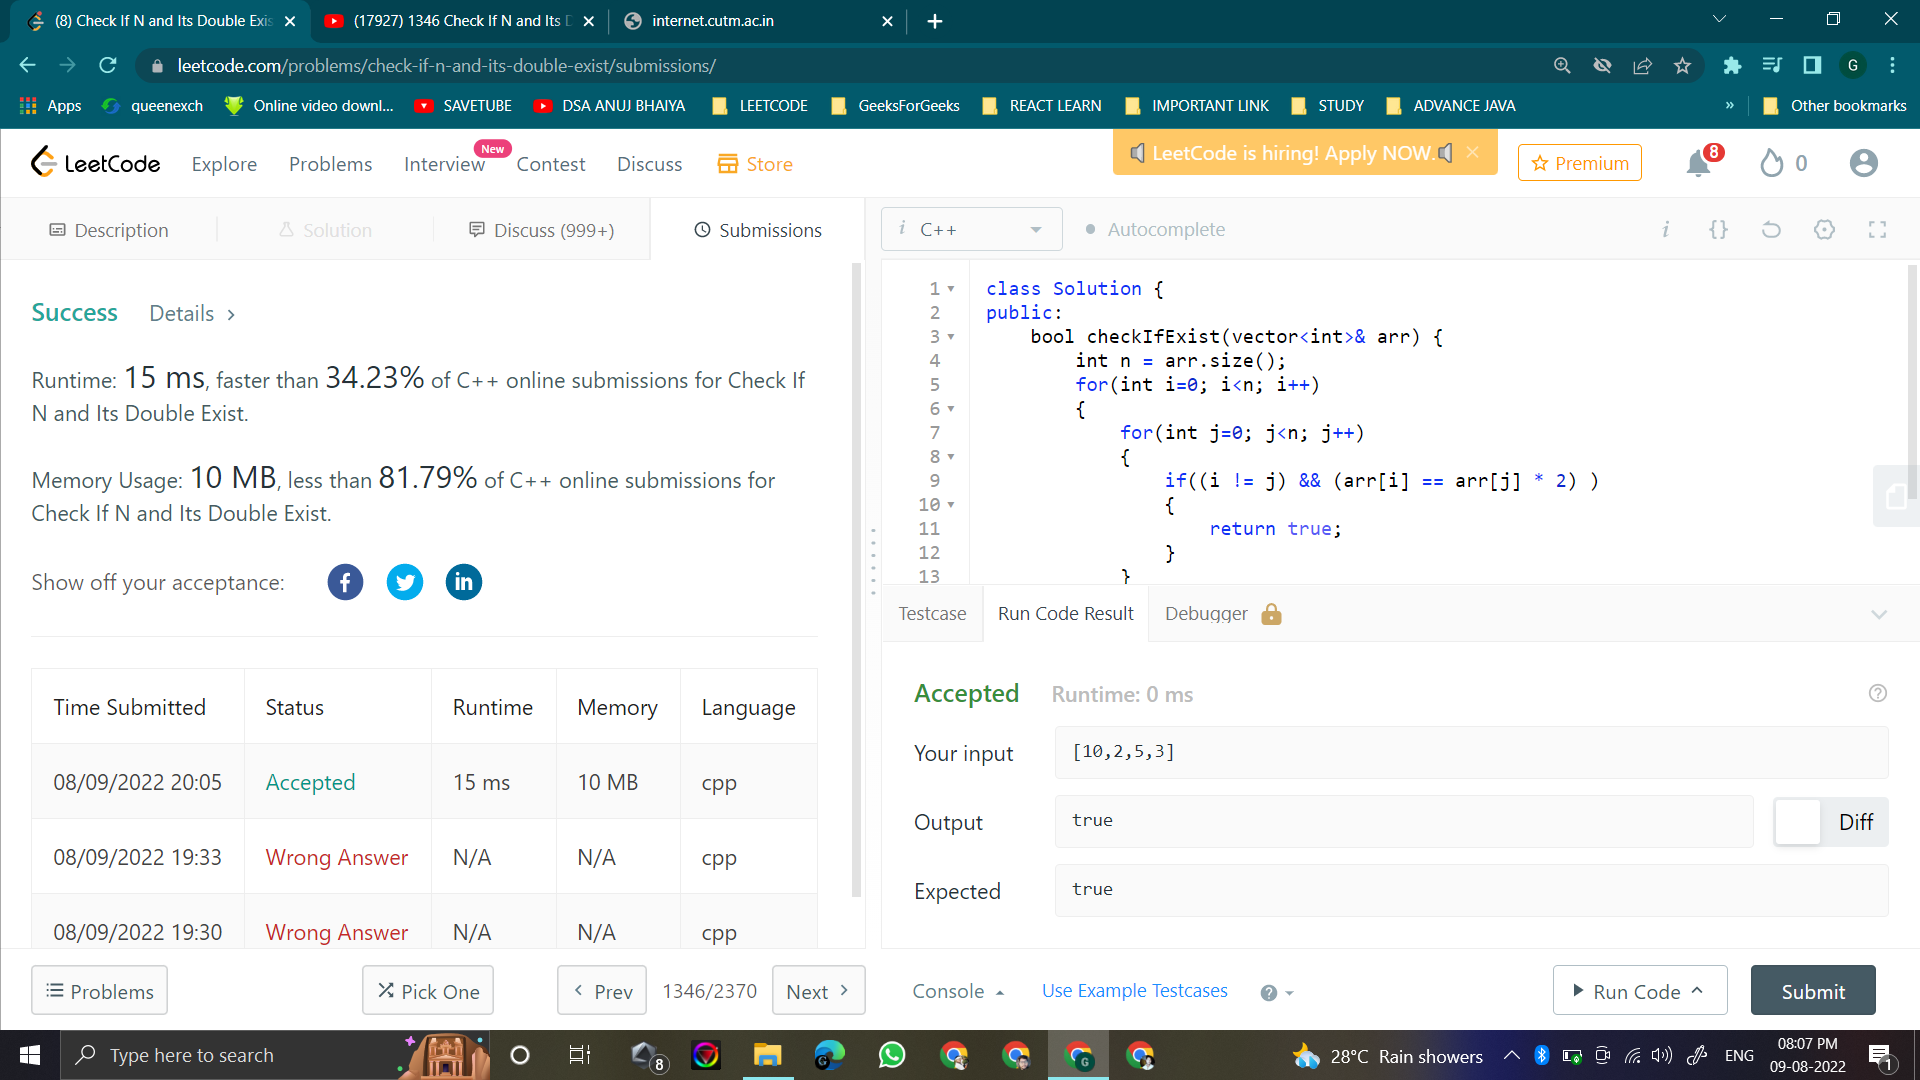 (8) Check If N and Its Double Exis
(17927) 1346 Check If N and Its D
internet.cutm.ac.in
leetcode.com/problems/check-if-n-and-its-double-exist/submissions/
G
Apps
queenexch
Online video downl...
SAVETUBE
DSA ANUJ BHAIYA
LEETCODE
GeeksForGeeks
REACT LEARN
IMPORTANT LINK
STUDY
ADVANCE JAVA
»
Other bookmarks
LeetCode
Explore
Problems
Interview
New
Contest
Discuss
Store
LeetCode is hiring! Apply NOW.
Premium
8
0
Description
Solution
Discuss (999+)
Submissions
i C++
Autocomplete
i {}
Success
Details >
Runtime: 15 ms, faster than 34.23% of C++ online submissions for Check If
N and Its Double Exist.
Memory Usage: 10 MB, less than 81.79% of C++ online submissions for
Check If N and Its Double Exist.
Show off your acceptance:
f
in
Time Submitted Status Runtime Memory Language
08/09/2022 20:05 Accepted 15 ms 10 MB cpp
08/09/2022 19:33 Wrong Answer N/A N/A cpp
08/09/2022 19:30 Wrong Answer N/A N/A cpp
1 class Solution {
2 public:
3 bool checkIfExist(vector<int>& arr) {
4 int n = arr.size();
5 for(int i=0; i<n; i++)
6 {
7 for(int j=0; j<n; j++)
8 {
9 if((i != j) && (arr[i] == arr[j] * 2) )
10 {
11 return true;
12 }
13 }
Testcase
Run Code Result
Debugger
Accepted Runtime: 0 ms
Your input
[10,2,5,3]
Output
true
Diff
Expected
true
Problems
Pick One
< Prev
1346/2370
Next >
Console
Use Example Testcases
?
Run Code
Submit
Type here to search
8
G
28°C Rain showers
ENG
08:07 PM
09-08-2022
1